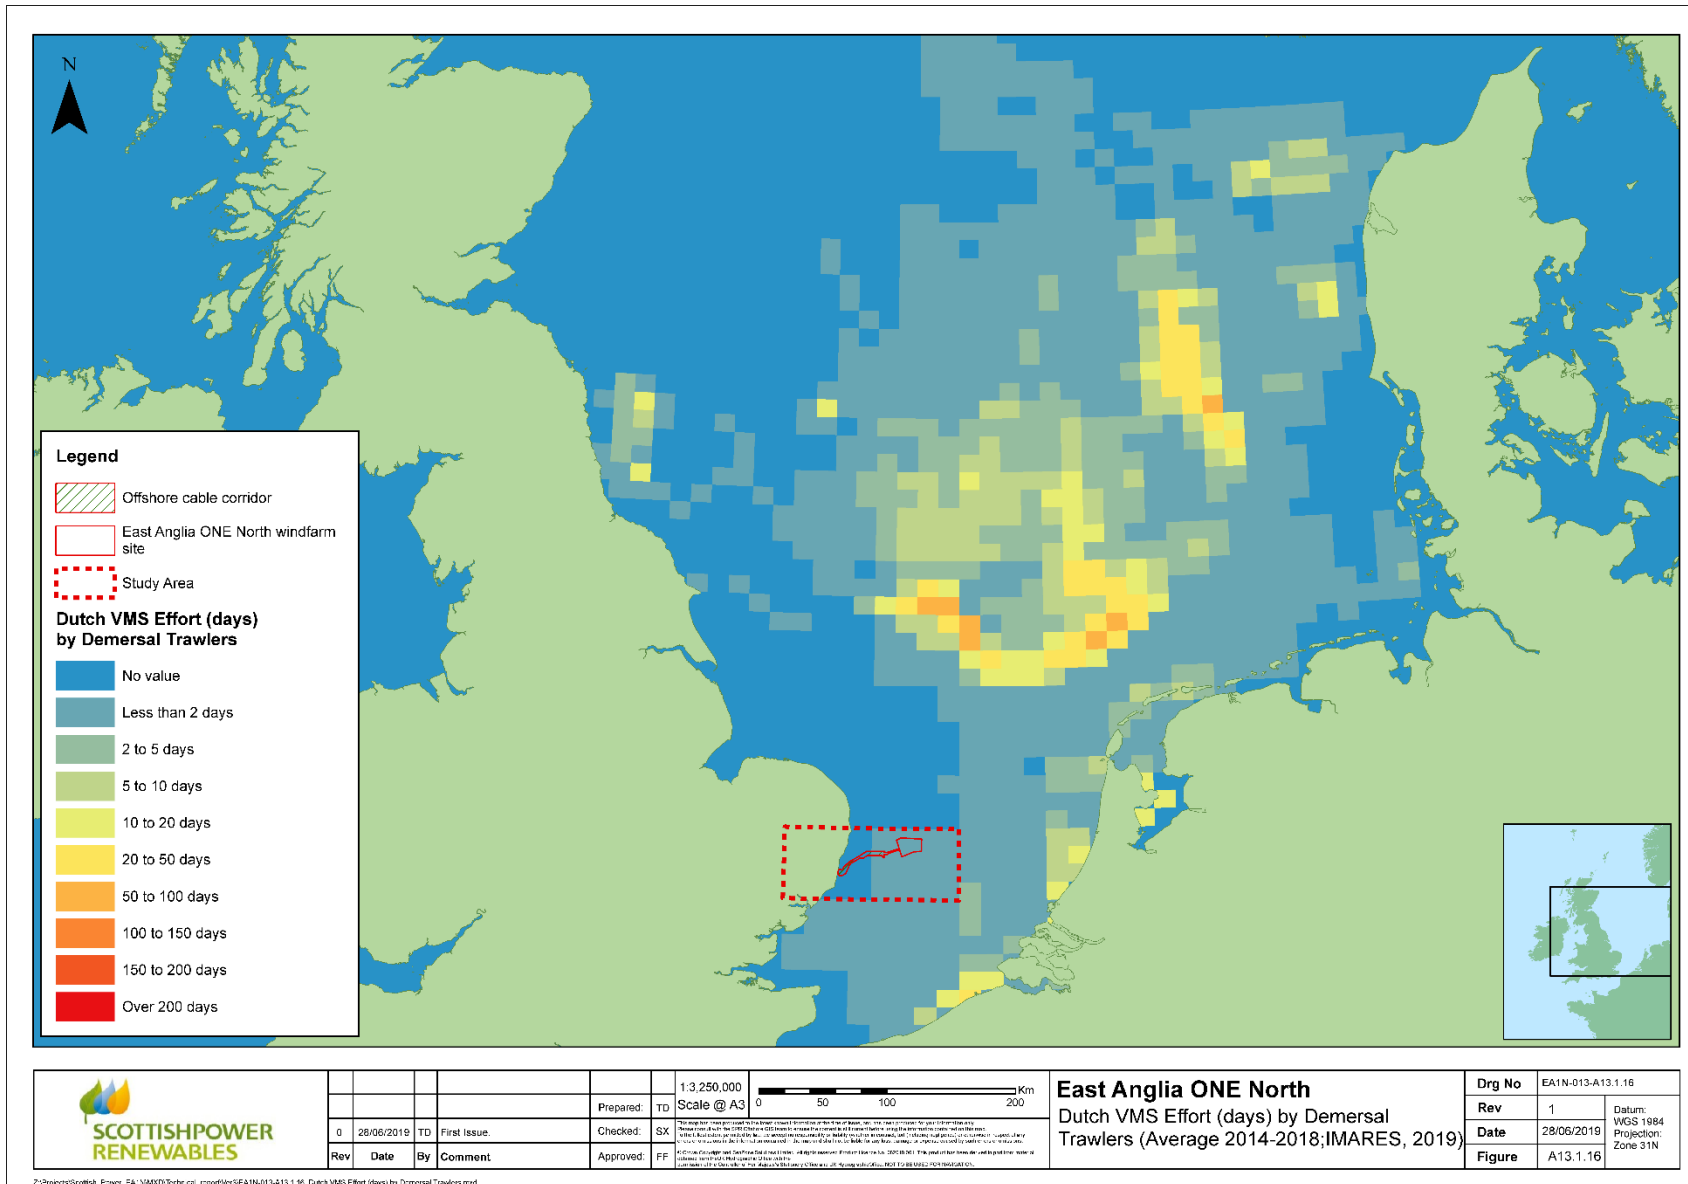 N
Legend
Offshore cable corridor
East Anglia ONE North windfarm
site
Study Area
Dutch VMS Effort (days)
by Demersal Trawlers
No value
Less than 2 days
2 to 5 days
5 to 10 days
10 to 20 days
20 to 50 days
50 to 100 days
100 to 150 days
150 to 200 days
Over 200 days
SCOTTISHPOWER
RENEWABLES
0 28/06/2019 TD First Issue.
Rev Date By Comment
Prepared: TD
Checked: SX
Approved: FF
1:3,250,000
Scale @ A3
Km
0 50 100 200
East Anglia ONE North
Dutch VMS Effort (days) by Demersal
Trawlers (Average 2014-2018;IMARES, 2019)
Drg No EA1N-013-A13.1.16
Rev 1
Date 28/06/2019
Figure A13.1.16
Datum:
WGS 1984
Projection:
Zone 31N